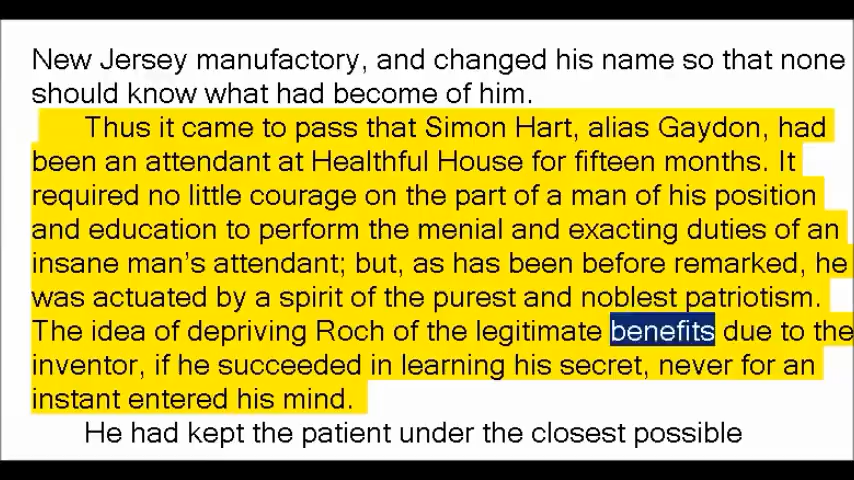 New Jersey manufactory, and changed his name so that none
should know what had become of him.
Thus it came to pass that Simon Hart, alias Gaydon, had
been an attendant at Healthful House for fifteen months. It
required no little courage on the part of a man of his position
and education to perform the menial and exacting duties of an
insane man’s attendant; but, as has been before remarked, he
was actuated by a spirit of the purest and noblest patriotism.
The idea of depriving Roch of the legitimate benefits due to the
inventor, if he succeeded in learning his secret, never for an
instant entered his mind.
He had kept the patient under the closest possible